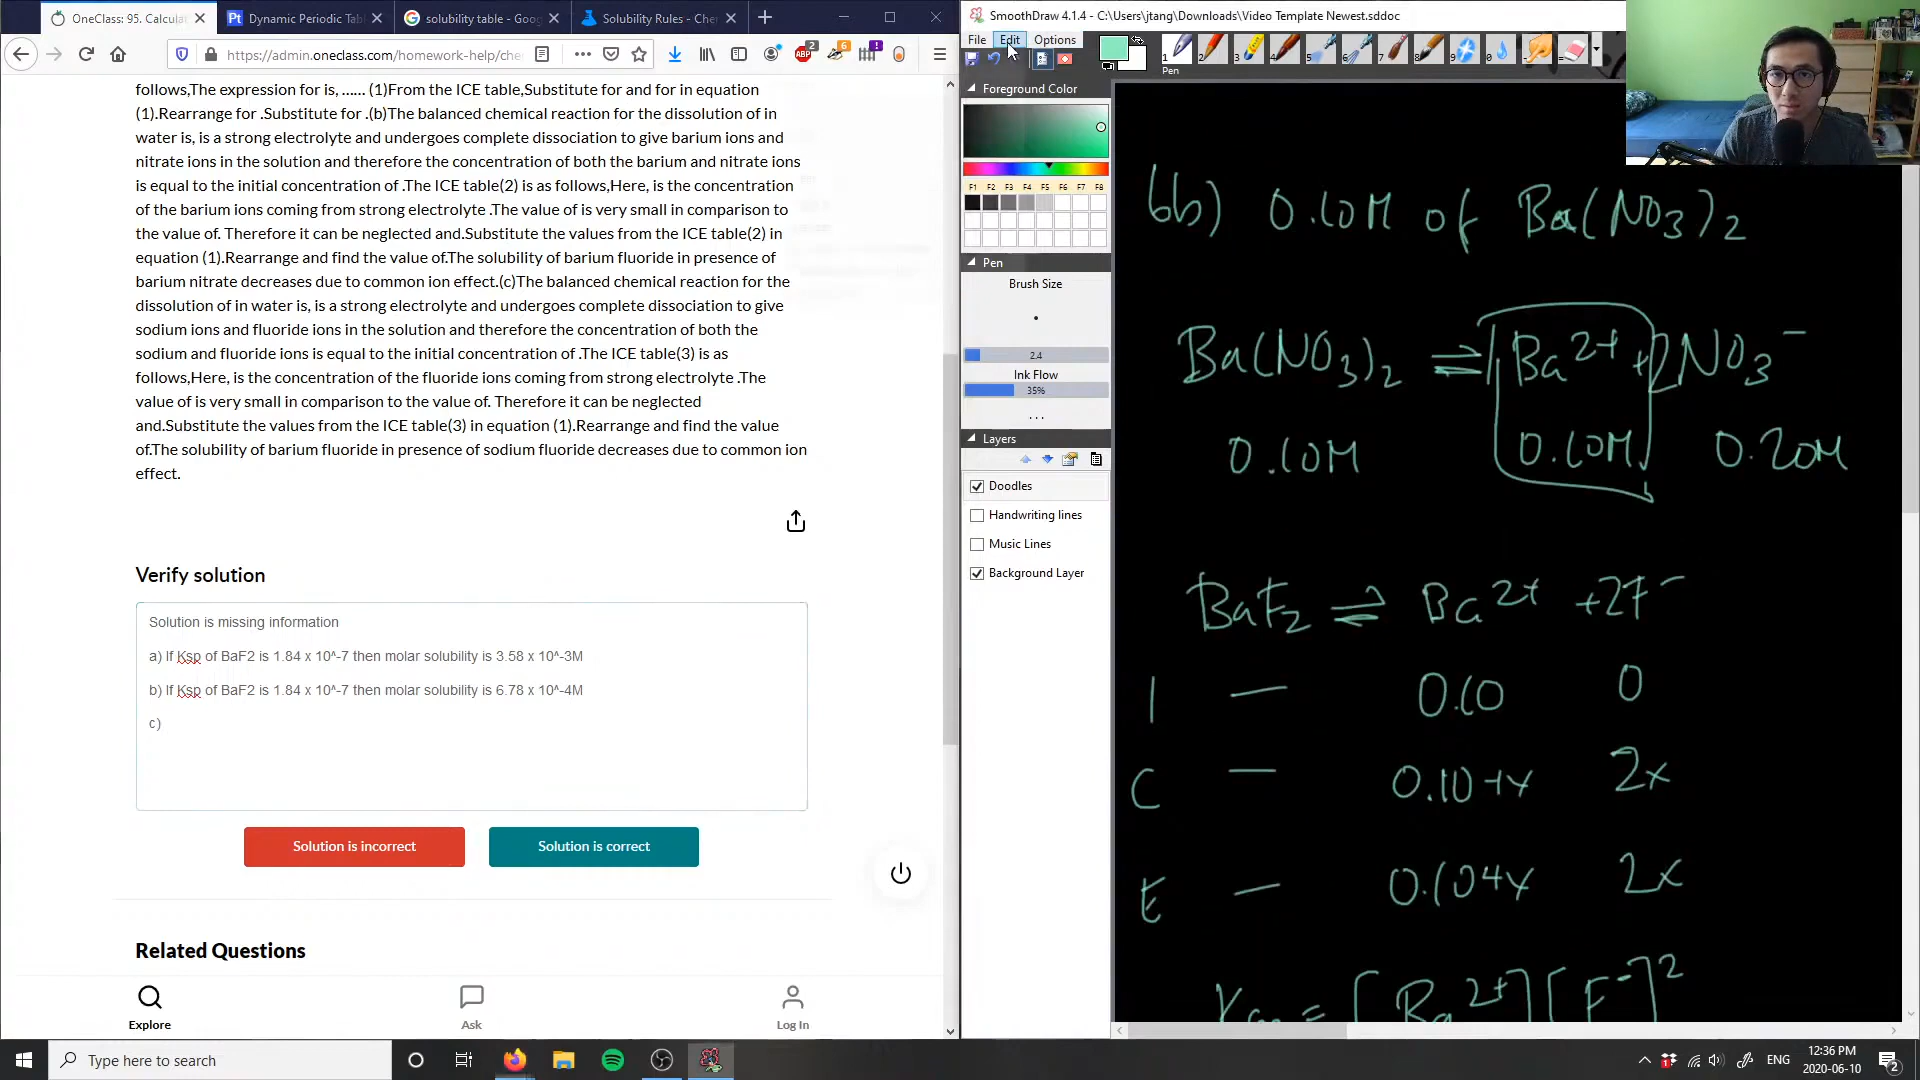 OneClass: 95. Calcula
Dynamic Periodic Tab
solubility table - Goo
Solubility Rules - Che
SmoothDraw 4.1.4 - C:\Users\jtang\Downloads\Video Template Newest.sddoc
https://admin.oneclass.com/homework-help/che
File Edit Options
Pen
follows,The expression for is, ...... (1)From the ICE table,Substitute for and for in equation
(1).Rearrange for .Substitute for .(b)The balanced chemical reaction for the dissolution of in
water is, is a strong electrolyte and undergoes complete dissociation to give barium ions and
nitrate ions in the solution and therefore the concentration of both the barium and nitrate ions
is equal to the initial concentration of .The ICE table(2) is as follows,Here, is the concentration
of the barium ions coming from strong electrolyte .The value of is very small in comparison to
the value of. Therefore it can be neglected and.Substitute the values from the ICE table(2) in
equation (1).Rearrange and find the value of.The solubility of barium fluoride in presence of
barium nitrate decreases due to common ion effect.(c)The balanced chemical reaction for the
dissolution of in water is, is a strong electrolyte and undergoes complete dissociation to give
sodium ions and fluoride ions in the solution and therefore the concentration of both the
sodium and fluoride ions is equal to the initial concentration of .The ICE table(3) is as
follows,Here, is the concentration of the fluoride ions coming from strong electrolyte .The
value of is very small in comparison to the value of. Therefore it can be neglected
and.Substitute the values from the ICE table(3) in equation (1).Rearrange and find the value
of.The solubility of barium fluoride in presence of sodium fluoride decreases due to common ion
effect.
Verify solution
Solution is missing information
a) If Ksp of BaF2 is 1.84 x 10^-7 then molar solubility is 3.58 x 10^-3M
b) If Ksp of BaF2 is 1.84 x 10^-7 then molar solubility is 6.78 x 10^-4M
c)
Solution is incorrect
Solution is correct
Related Questions
Explore
Ask
Log In
Foreground Color
F1 F2 F3 F4 F5 F6 F7 F8
Pen
Brush Size
2.4
Ink Flow
35%
...
Layers
Doodles
Handwriting lines
Music Lines
Background Layer
6b) 0.10M of Ba(NO3)2
Ba(NO3)2 ⇌ Ba2+ + 2NO3-
0.10M 0.10M 0.20M
BaF2 ⇌ Ba2+ +2F-
I — 0.10 0
C — 0.10+x 2x
E — 0.10+x 2x
= [Ba2+][F-]2
Type here to search
ENG
12:36 PM
2020-06-10